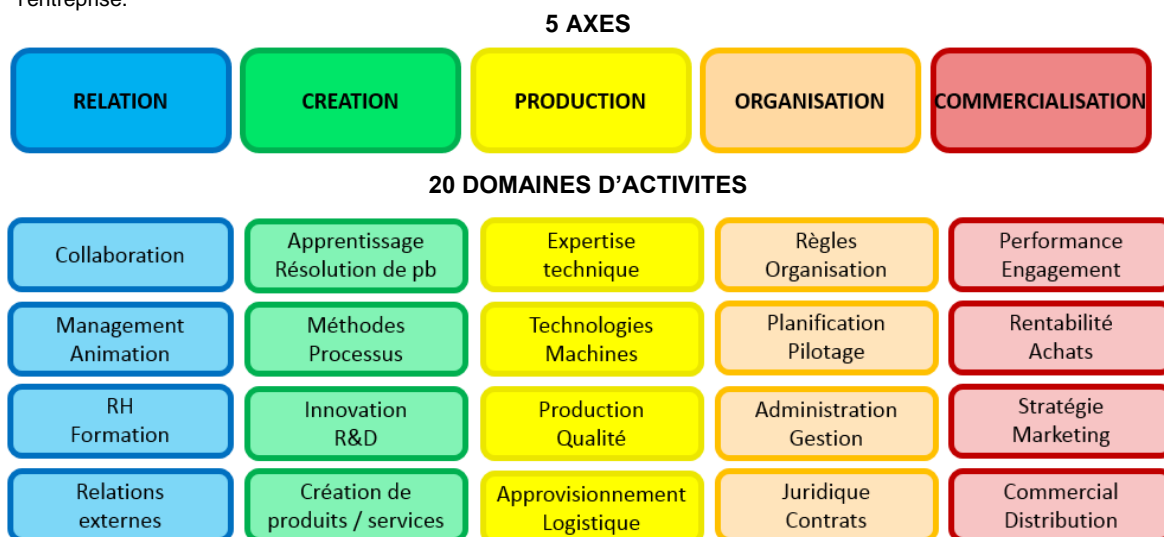 l'entreprise.
5 AXES
RELATION
CREATION
PRODUCTION
ORGANISATION
COMMERCIALISATION
20 DOMAINES D'ACTIVITES
Collaboration
Apprentissage
Résolution de pb
Expertise
technique
Règles
Organisation
Performance
Engagement
Management
Animation
Méthodes
Processus
Technologies
Machines
Planification
Pilotage
Rentabilité
Achats
RH
Formation
Innovation
R&D
Production
Qualité
Administration
Gestion
Stratégie
Marketing
Relations
externes
Création de
produits / services
Approvisionnement
Logistique
Juridique
Contrats
Commercial
Distribution